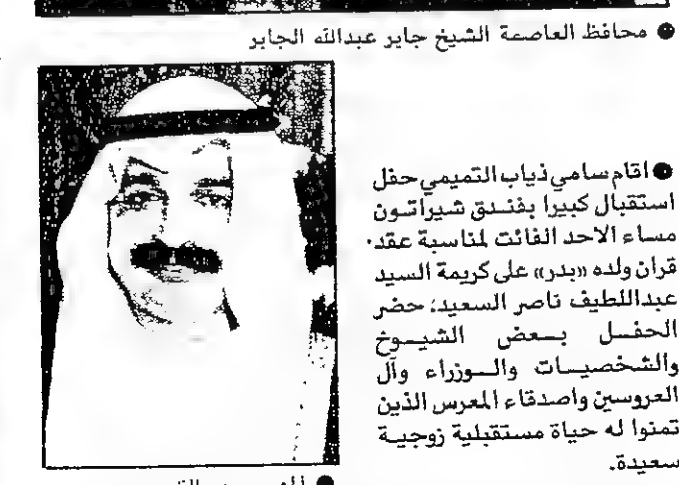 ● محافظ العاصمة الشيخ جابر عبدالله الجابر
● اقام سامي ذياب التميمي حفل
استقبال كبيرا بفندق شيراتون
مساء الاحد الفائت لمناسبة عقد
قران ولده «بدر» على كريمة السيد
عبداللطيف ناصر السعيد؛ حضر
الحفل بعض الشيوخ
والشخصيات والوزراء وآل
العروسين واصدقاء المعرس الذين
تمنوا له حياة مستقبلية زوجية
سعيدة.